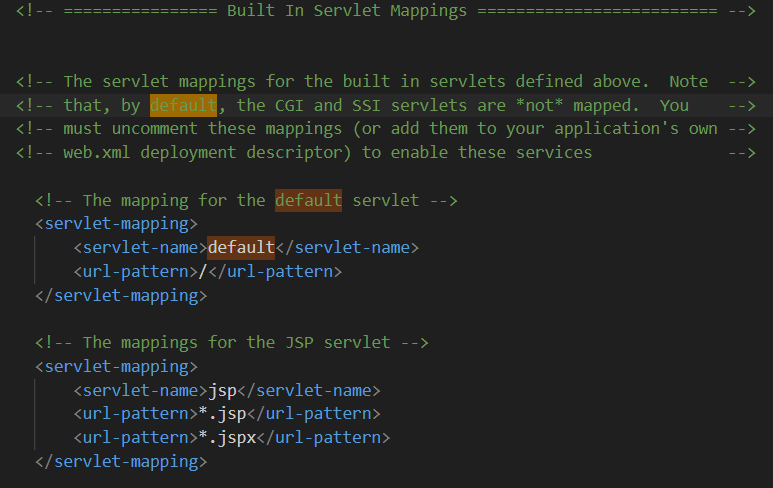 <!-- ================ Built In Servlet Mappings ========================= -->
<!-- The servlet mappings for the built in servlets defined above.  Note  -->
<!-- that, by default, the CGI and SSI servlets are *not* mapped.  You    -->
<!-- must uncomment these mappings (or add them to your application's own -->
<!-- web.xml deployment descriptor) to enable these services              -->
<!-- The mapping for the default servlet -->
<servlet-mapping>
<servlet-name>default</servlet-name>
<url-pattern>/</url-pattern>
</servlet-mapping>
<!-- The mappings for the JSP servlet -->
<servlet-mapping>
<servlet-name>jsp</servlet-name>
<url-pattern>*.jsp</url-pattern>
<url-pattern>*.jspx</url-pattern>
</servlet-mapping>